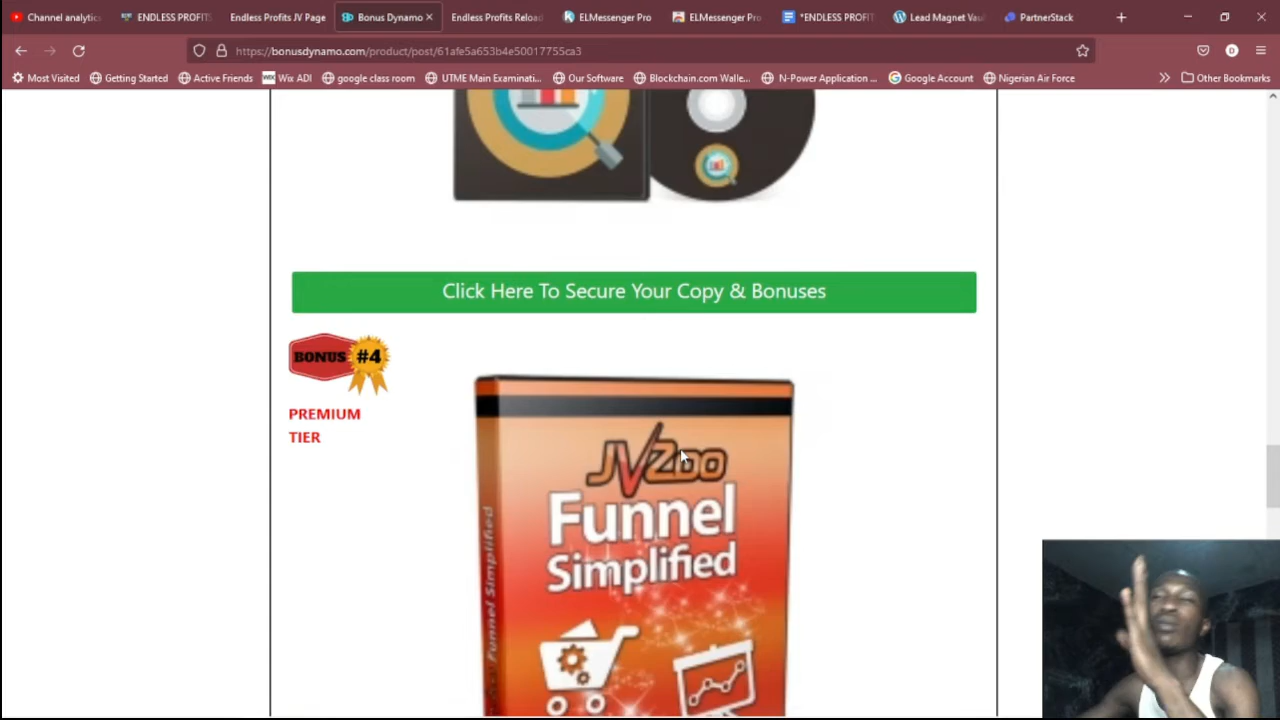 Channel analytic
ENDLESS PROFITS
Endless Profits JV Page
Bonus Dynamo
Endless Profits Reload
ELMessenger Pro
ELMessenger Pro
*ENDLESS PROFIT
Lead Magnet Vau
PartnerStack
https://bonusdynamo.com/product/post/61afe5a653b4e50017755ca3
Most Visited
Getting Started
Active Friends
WIX
Wix ADI
google class room
UTME Main Examinati...
Our Software
Blockchain.com Walle...
N-Power Application ...
Google Account
Nigerian Air Force
Other Bookmarks
Click Here To Secure Your Copy & Bonuses
BONUS #4
PREMIUM
TIER
JVZoo
Funnel
Simplified
Funnel Simplified